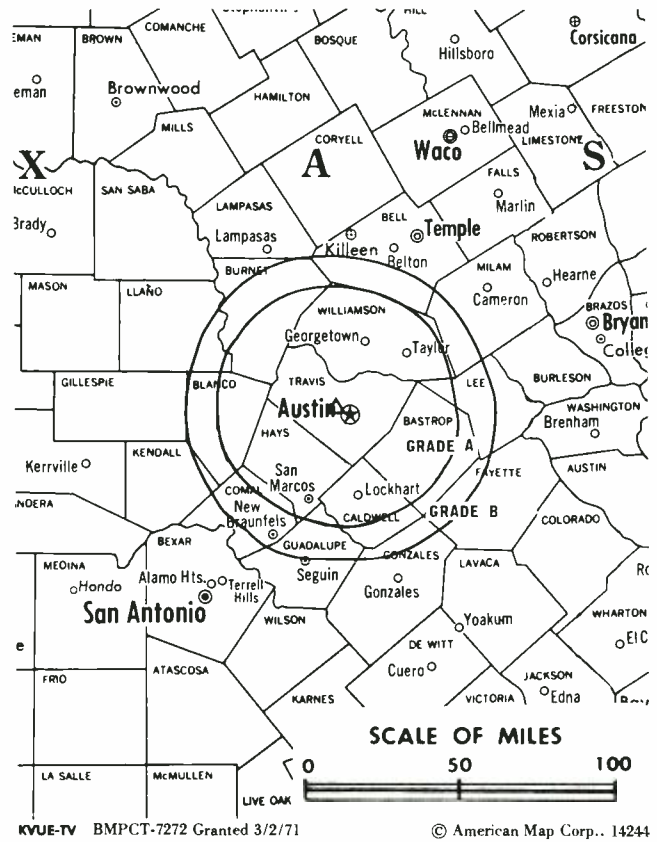 HILL
EMAN
BROWN
COMANCHE
BOSQUE
Hillsboro
Corsicana
eman
Brownwood
HAMILTON
MILLS
McLENNAN
Bellmead
Mexia
FREESTON
CORYELL
Waco
LIMESTONE
X
A
S
McCULLOCH
SAN SABA
LAMPASAS
FALLS
Marlin
Brady
Lampasas
Killeen
BELL
Temple
Belton
ROBERTSON
BURNET
MILAM
Hearne
MASON
LLANO
Cameron
WILLIAMSON
BRAZOS
Bryan
Georgetown
Taylor
Colleg
GILLESPIE
BLANCO
TRAVIS
LEE
BURLESON
Austin
BASTROP
WASHINGTON
Brenham
HAYS
GRADE A
KENDALL
Kerrville
San
Marcos
FAYETTE
AUSTIN
COMAL
Lockhart
NDERA
New
Braunfels
CALDWELL
GRADE B
COLORADO
BEXAR
GUADALUPE
GONZALES
LAVACA
MEDINA
Hondo
Alamo Hts.
Terrell
Hills
Seguin
Gonzales
San Antonio
WILSON
Yoakum
WHARTON
El C
e
DE WITT
Cuero
FRIO
ATASCOSA
KARNES
VICTORIA
JACKSON
Edna
SCALE OF MILES
0 50 100
LA SALLE
McMULLEN
LIVE OAK
KVUE-TV BMPCT-7272 Granted 3/2/71
© American Map Corp.. 14244